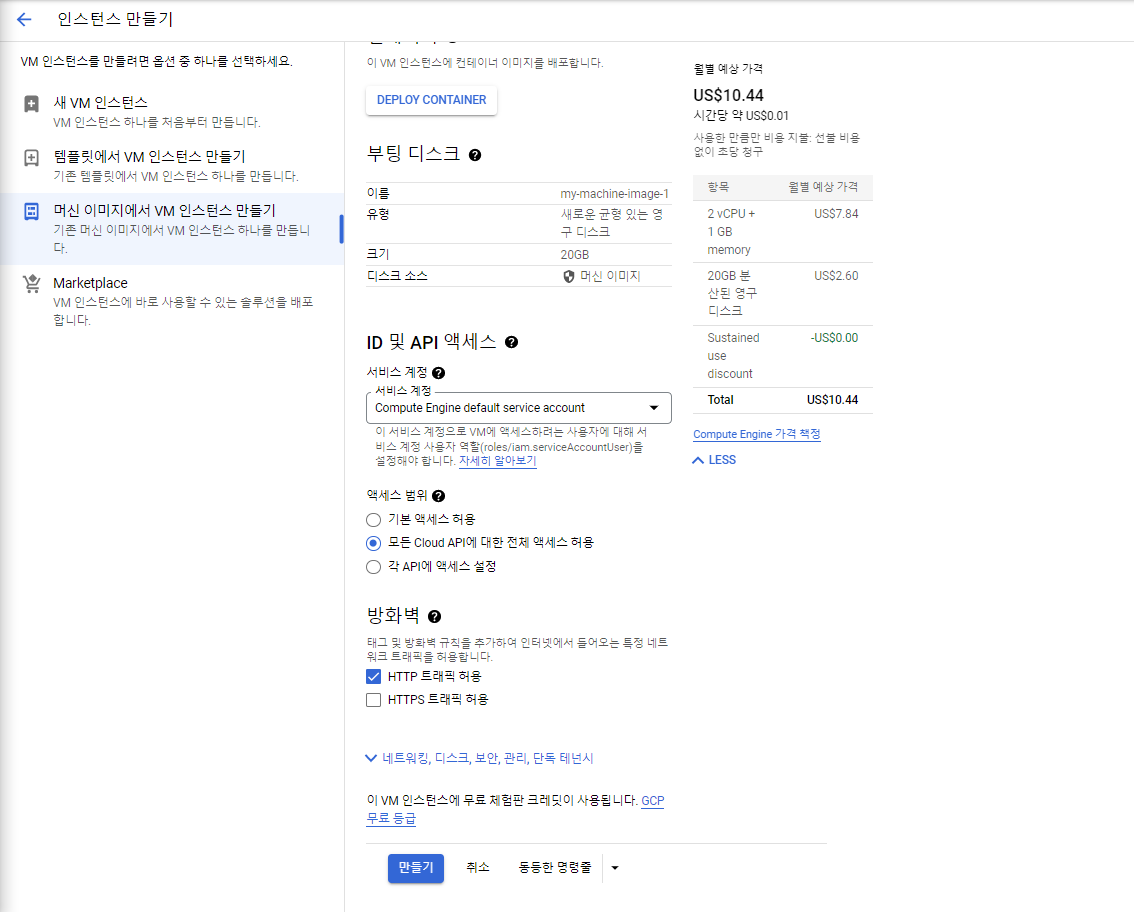 인스턴스 만들기
VM 인스턴스를 만들려면 옵션 중 하나를 선택하세요.
새 VM 인스턴스
VM 인스턴스 하나를 처음부터 만듭니다.
템플릿에서 VM 인스턴스 만들기
기존 템플릿에서 VM 인스턴스 하나를 만듭니다.
머신 이미지에서 VM 인스턴스 만들기
기존 머신 이미지에서 VM 인스턴스 하나를 만듭니
다.
Marketplace
VM 인스턴스에 바로 사용할 수 있는 솔루션을 배포
합니다.
이 VM 인스턴스에 컨테이너 이미지를 배포합니다.
DEPLOY CONTAINER
부팅 디스크
이름 my-machine-image-1
유형 새로운 균형 있는 영
구 디스크
크기 20GB
디스크 소스 머신 이미지
ID 및 API 액세스
서비스 계정
서비스 계정
Compute Engine default service account
이 서비스 계정으로 VM에 액세스하려는 사용자에 대해 서
비스 계정 사용자 역할(roles/iam.serviceAccountUser)을
설정해야 합니다. 자세히 알아보기
액세스 범위
기본 액세스 허용
모든 Cloud API에 대한 전체 액세스 허용
각 API에 액세스 설정
방화벽
태그 및 방화벽 규칙을 추가하여 인터넷에서 들어오는 특정 네트
워크 트래픽을 허용합니다.
HTTP 트래픽 허용
HTTPS 트래픽 허용
네트워킹, 디스크, 보안, 관리, 단독 테넌시
이 VM 인스턴스에 무료 체험판 크레딧이 사용됩니다. GCP
무료 등급
만들기 취소 동등한 명령줄
월별 예상 가격
US$10.44
시간당 약 US$0.01
사용한 만큼만 비용 지불: 선불 비용
없이 초당 청구
항목 월별 예상 가격
2 vCPU + US$7.84
1 GB
memory
20GB 분 US$2.60
산된 영구
디스크
Sustained -US$0.00
use
discount
Total US$10.44
Compute Engine 가격 책정
LESS